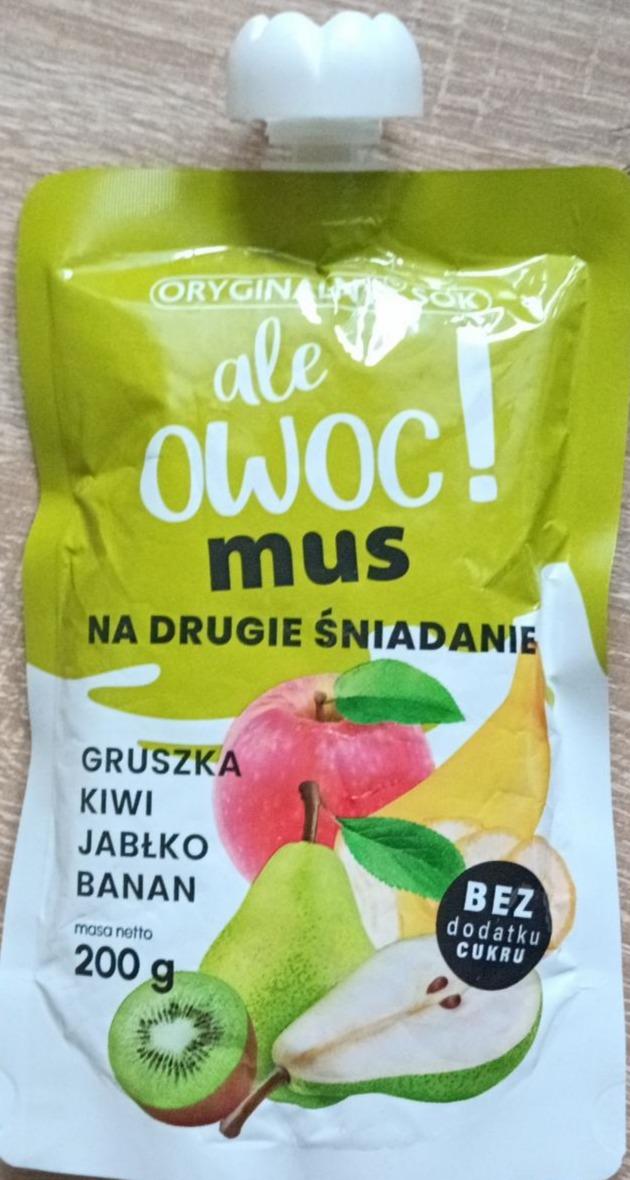 ORYGINALNY SOK
ale
owoc!
mus
NA DRUGIE ŚNIADANIE
GRUSZKA
KIWI
JABŁKO
BANAN
masa netto
200 g
BEZ
dodatku
CUKRU